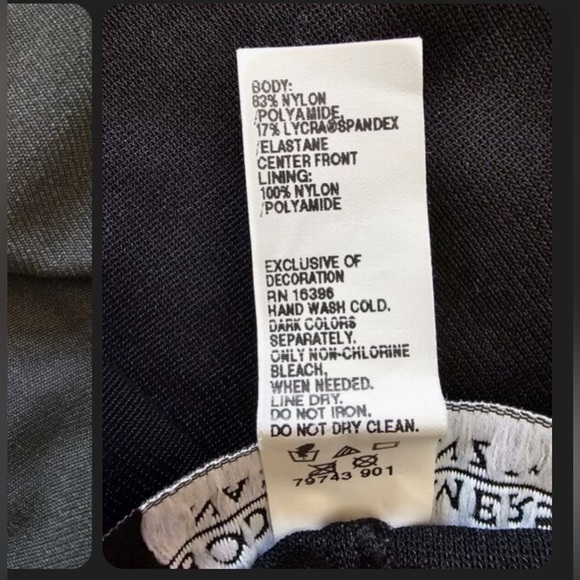 BODY:
83% NYLON
/POLYAMIDE,
17% LYCRA®SPANDEX
/ELASTANE
CENTER FRONT
LINING:
100% NYLON
/POLYAMIDE
EXCLUSIVE OF
DECORATION
RN 16396
HAND WASH COLD.
DARK COLORS
SEPARATELY.
ONLY NON-CHLORINE
BLEACH,
WHEN NEEDED.
LINE DRY.
DO NOT IRON.
DO NOT DRY CLEAN.
79743 901